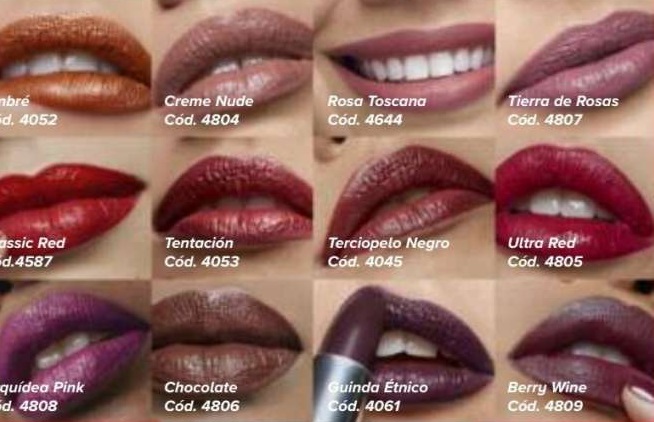 mbré Creme Nude Rosa Toscana Tierra de Rosas
ód. 4052 Cód. 4804 Cód. 4644 Cód. 4807
assic Red Tentación Terciopelo Negro Ultra Red
ód.4587 Cód. 4053 Cód. 4045 Cód. 4805
quídea Pink Chocolate Guinda Étnico Berry Wine
ód. 4808 Cód. 4806 Cód. 4061 Cód. 4809